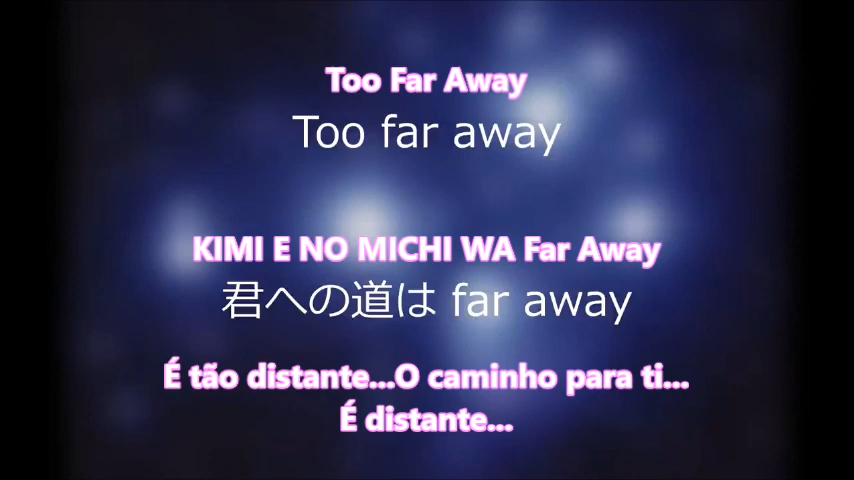 Too Far Away
Too far away
KIMI E NO MICHI WA Far Away
君への道は far away
É tão distante...O caminho para ti...
É distante...